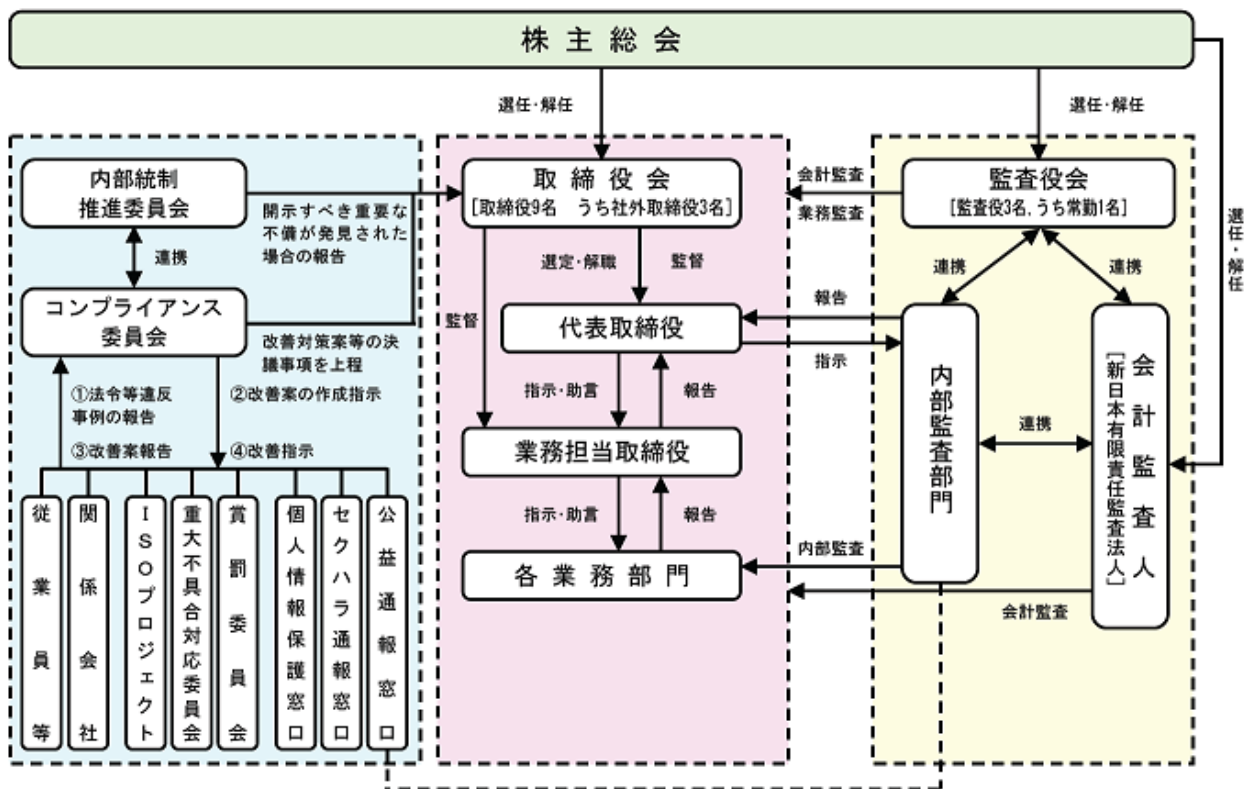 株主総会
選任・解任
選任・解任
選任・解任
内部統制
推進委員会
開示すべき重要な
不備が発見された
場合の報告
連携
コンプライアンス
委員会
改善対策案等の決
議事項を上程
①法令等違反
事例の報告
②改善案の作成指示
③改善案報告
④改善指示
従業員等
関係会社
ISOプロジェクト
重大不具合対応委員会
賞罰委員会
個人情報保護窓口
セクハラ通報窓口
公益通報窓口
取締役会
[取締役9名 うち社外取締役3名]
選定・解職
監督
監督
代表取締役
指示・助言
報告
業務担当取締役
指示・助言
報告
各業務部門
会計監査
業務監査
報告
指示
内部監査
会計監査
監査役会
[監査役3名,うち常勤1名]
連携
連携
内部監査部門
連携
会計監査人
[新日本有限責任監査法人]